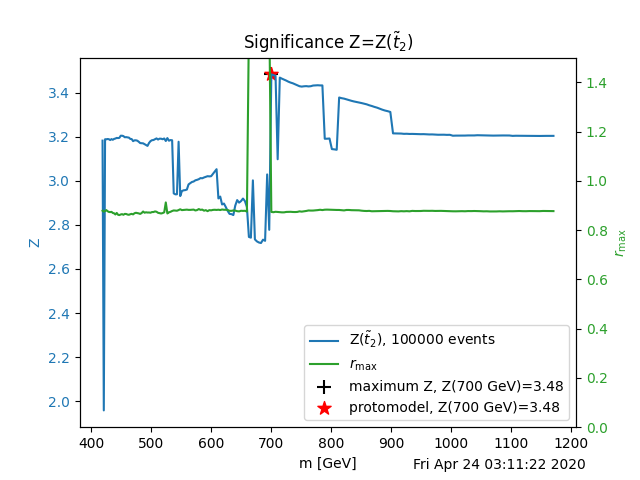 Significance Z=Z(t̃₂)
3.4
3.2
3.0
2.8
2.6
2.4
2.2
2.0
Z
1.4
1.2
1.0
0.8
0.6
0.4
0.2
0.0
r_max
Z(t̃₂), 100000 events
r_max
maximum Z, Z(700 GeV)=3.48
protomodel, Z(700 GeV)=3.48
400 500 600 700 800 900 1000 1100 1200
m [GeV]
Fri Apr 24 03:11:22 2020